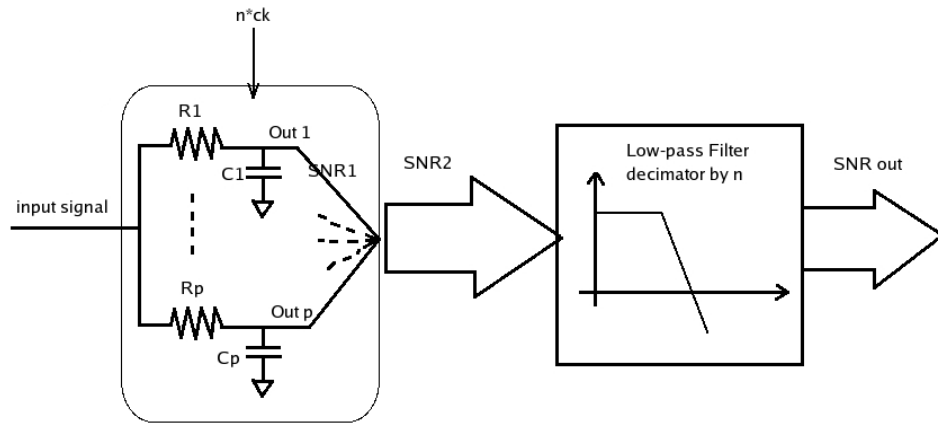 n*ck
R1
Out 1
C1
SNR1
SNR2
Low-pass Filter
decimator by n
SNR out
input signal
Rp
Out p
Cp